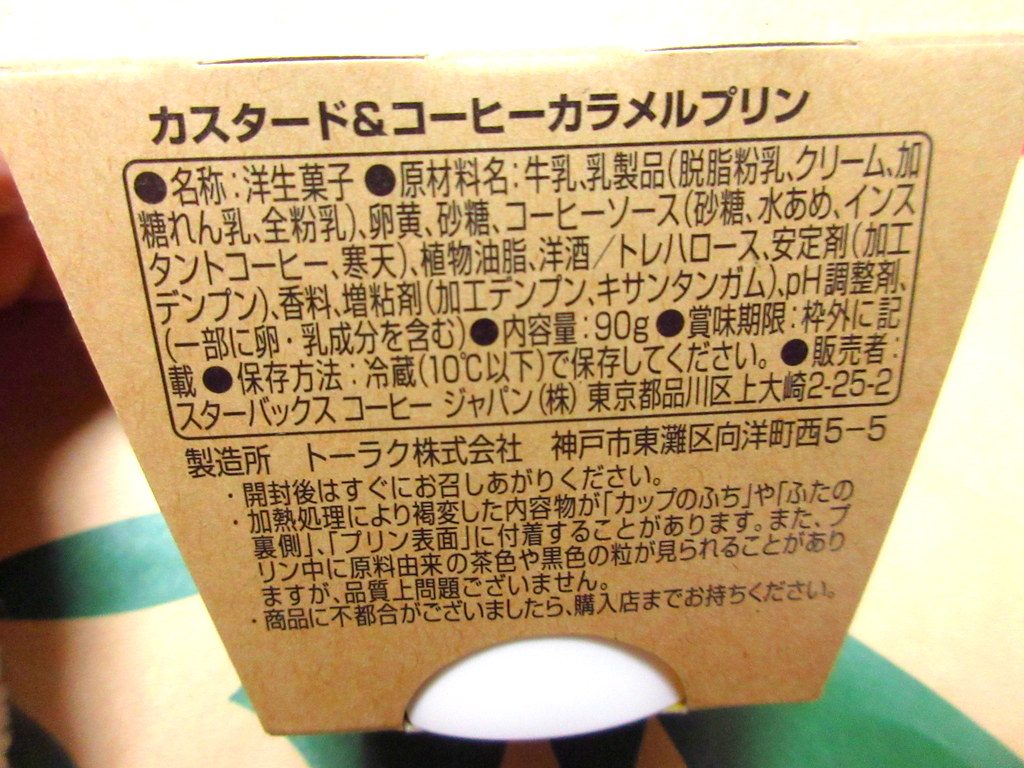 カスタード&コーヒーカラメルプリン
●名称:洋生菓子 ●原材料名:牛乳、乳製品(脱脂粉乳、クリーム、加
糖れん乳、全粉乳)、卵黄、砂糖、コーヒーソース(砂糖、水あめ、インス
タントコーヒー、寒天)、植物油脂、洋酒/トレハロース、安定剤(加工
デンプン)、香料、増粘剤(加工デンプン、キサンタンガム)、pH調整剤、
(一部に卵・乳成分を含む) ●内容量:90g ●賞味期限:枠外に記
載 ●保存方法:冷蔵(10℃以下)で保存してください。 ●販売者:
スターバックス コーヒー ジャパン(株) 東京都品川区上大崎2-25-2
製造所 トーラク株式会社 神戸市東灘区向洋町西5-5
・開封後はすぐにお召しあがりください。
・加熱処理により褐変した内容物が「カップのふち」や「ふたの
裏側」、「プリン表面」に付着することがあります。また、プ
リン中に原料由来の茶色や黒色の粒が見られることがあり
ますが、品質上問題ございません。
・商品に不都合がございましたら、購入店までお持ちください。